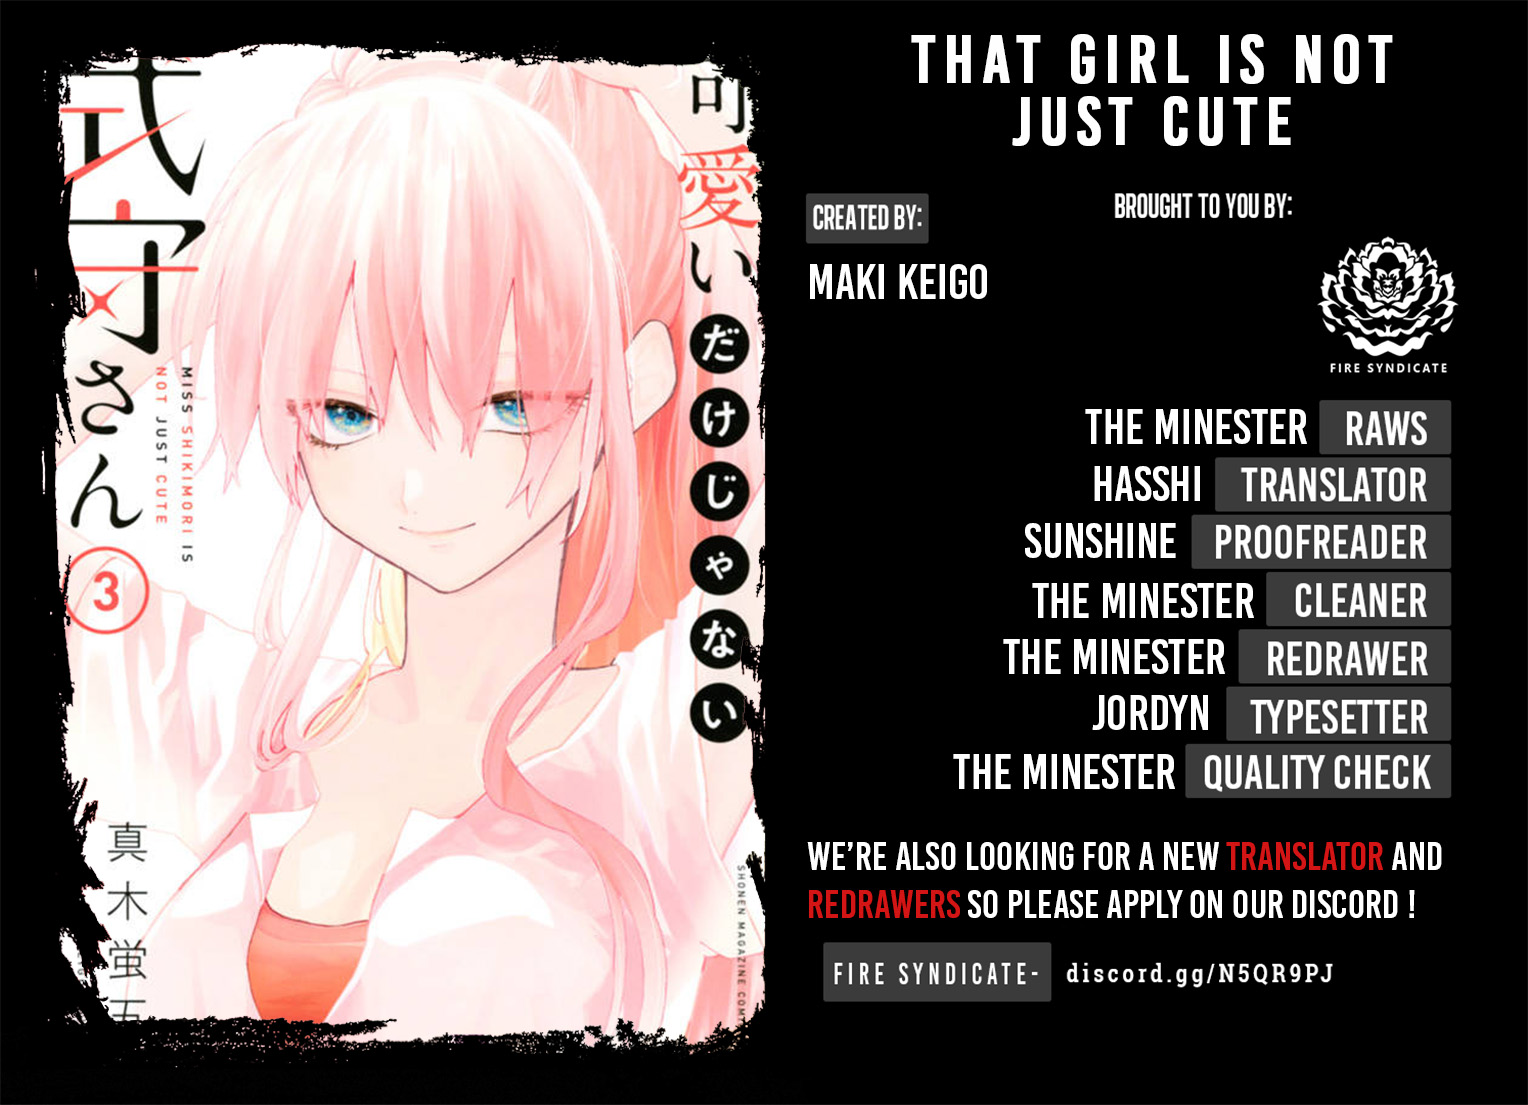 可愛いだけじゃない
式守さん
MISS SHIKIMORI IS
NOT JUST CUTE
3
真木蛍五
SHONEN MAGAZINE COM
THAT GIRL IS NOT
JUST CUTE
CREATED BY:
MAKI KEIGO
BROUGHT TO YOU BY:
FIRE SYNDICATE
THE MINESTER RAWS
HASSHI TRANSLATOR
SUNSHINE PROOFREADER
THE MINESTER CLEANER
THE MINESTER REDRAWER
JORDYN TYPESETTER
THE MINESTER QUALITY CHECK
WE'RE ALSO LOOKING FOR A NEW TRANSLATOR AND
REDRAWERS SO PLEASE APPLY ON OUR DISCORD !
FIRE SYNDICATE- discord.gg/N5QR9PJ